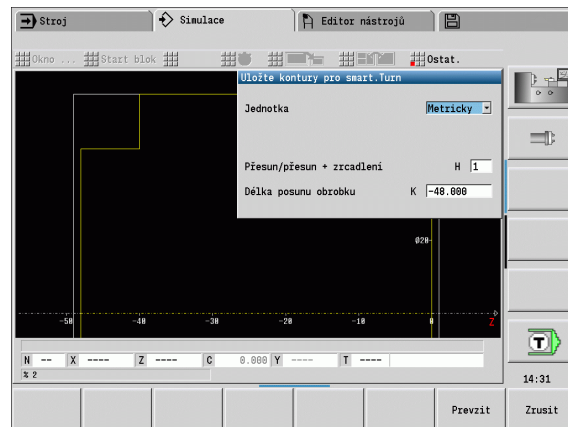 Stroj
Simulace
Editor nástrojů
Okno ...
Start blok
Ostat.
Uložte kontury pro smart.Turn
Jednotka
Metricky
Přesun/přesun + zrcadlení
H
1
Délka posunu obrobku
K
-48.000
Ø20
-50
-40
-30
-20
-10
0
Z
N -- X ---- Z ---- C 0.000 Y ---- T ----
% 2
T
14:31
Prevzit
Zrusit